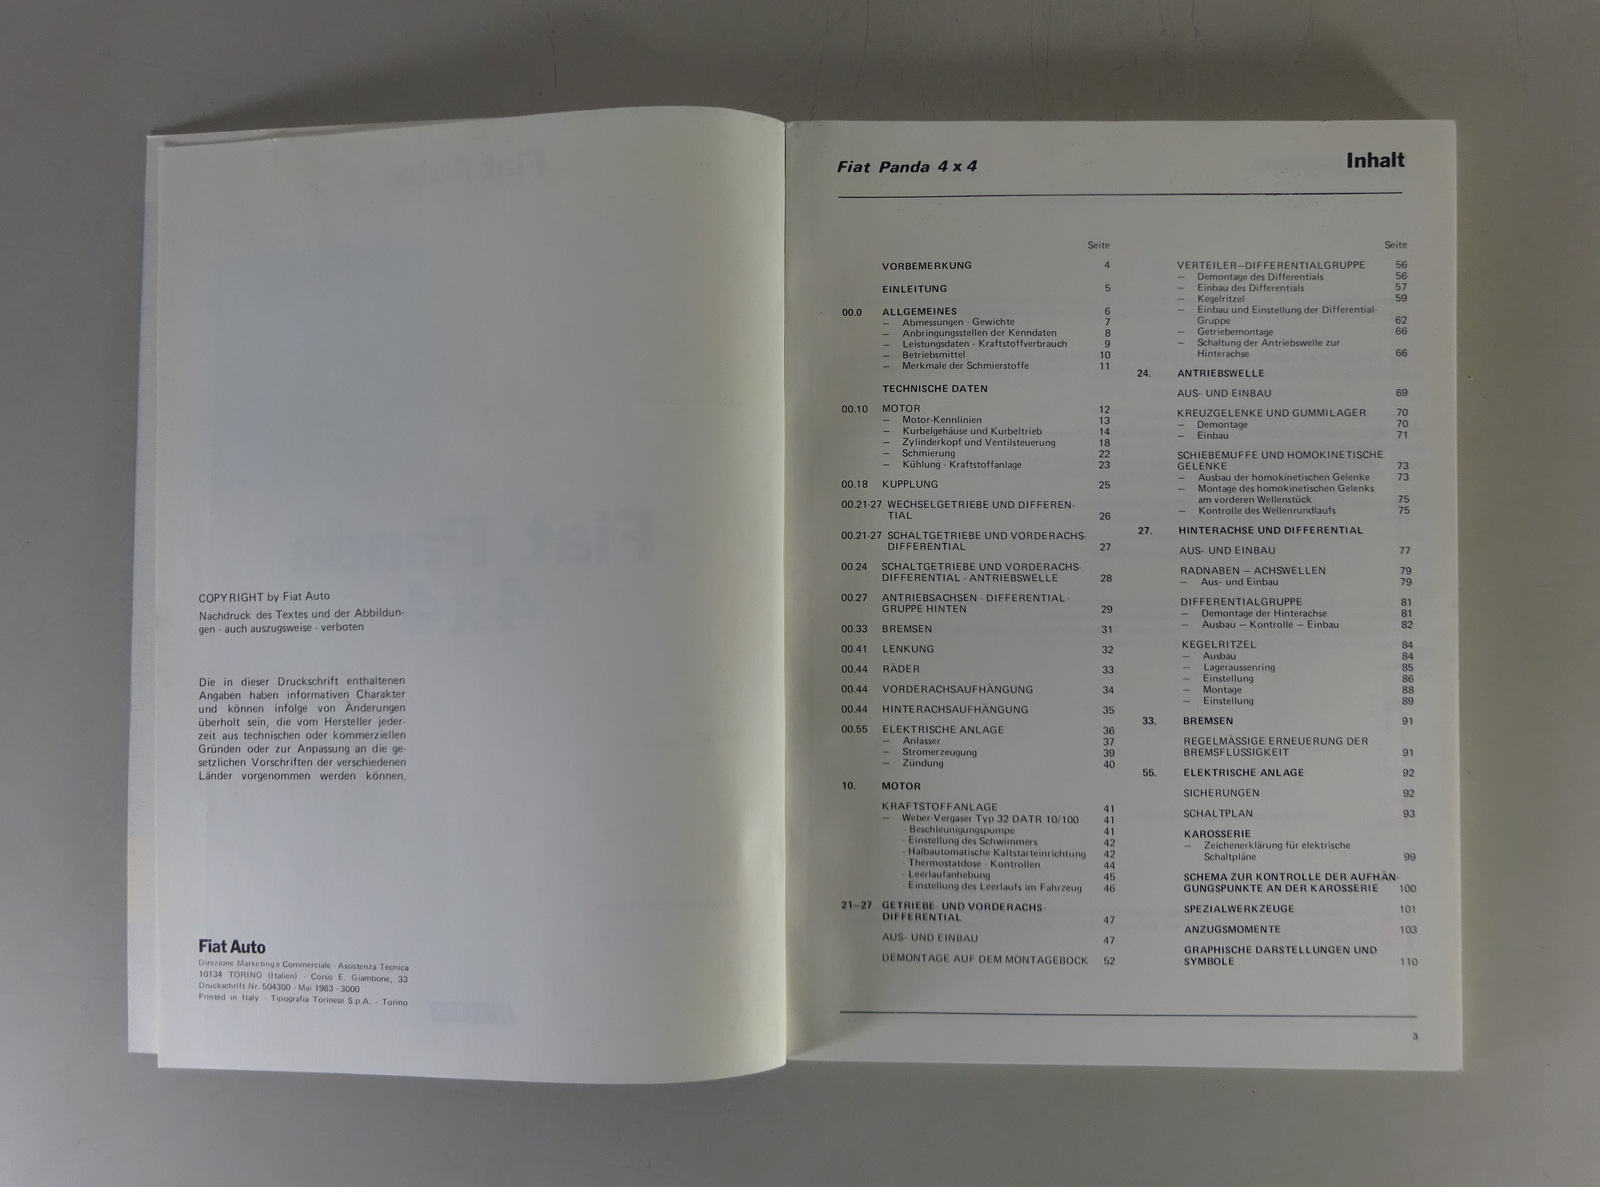 COPYRIGHT by Fiat Auto
Nachdruck des Textes und der Abbildun-
gen - auch auszugsweise - verboten
Die in dieser Druckschrift enthaltenen
Angaben haben informativen Charakter
und können infolge von Änderungen
überholt sein, die vom Hersteller jeder-
zeit aus technischen oder kommerziellen
Gründen oder zur Anpassung an die ge-
setzlichen Vorschriften der verschiedenen
Länder vorgenommen werden können.
Fiat Auto
Direzione Marketing e Commerciale - Assistenza Tecnica
10134 TORINO (Italien) - Corso E. Giambone, 33
Druckschrift Nr. 504300 - Mai 1983 - 3000
Printed in Italy - Tipografia Torinese S.p.A. - Torino
Fiat Panda 4 x 4 Inhalt
Seite
VORBEMERKUNG 4
EINLEITUNG 5
00.0 ALLGEMEINES 6
— Abmessungen - Gewichte 7
— Anbringungsstellen der Kenndaten 8
— Leistungsdaten - Kraftstoffverbrauch 9
— Betriebsmittel 10
— Merkmale der Schmierstoffe 11
TECHNISCHE DATEN
00.10 MOTOR 12
— Motor-Kennlinien 13
— Kurbelgehäuse und Kurbeltrieb 14
— Zylinderkopf und Ventilsteuerung 18
— Schmierung 22
— Kühlung - Kraftstoffanlage 23
00.18 KUPPLUNG 25
00.21-27 WECHSELGETRIEBE UND DIFFEREN-
TIAL 26
00.21-27 SCHALTGETRIEBE UND VORDERACHS-
DIFFERENTIAL 27
00.24 SCHALTGETRIEBE UND VORDERACHS-
DIFFERENTIAL - ANTRIEBSWELLE 28
00.27 ANTRIEBSACHSEN - DIFFERENTIAL-
GRUPPE HINTEN 29
00.33 BREMSEN 31
00.41 LENKUNG 32
00.44 RÄDER 33
00.44 VORDERACHSAUFHÄNGUNG 34
00.44 HINTERACHSAUFHÄNGUNG 35
00.55 ELEKTRISCHE ANLAGE 36
— Anlasser 37
— Stromerzeugung 39
— Zündung 40
10. MOTOR
KRAFTSTOFFANLAGE 41
— Weber-Vergaser Typ 32 DATR 10/100 41
- Beschleunigungspumpe 41
- Einstellung des Schwimmers 42
- Halbautomatische Kaltstarteinrichtung 42
- Thermostatdose - Kontrollen 44
- Leerlaufanhebung 45
- Einstellung des Leerlaufs im Fahrzeug 46
21—27 GETRIEBE- UND VORDERACHS-
DIFFERENTIAL 47
AUS- UND EINBAU 47
DEMONTAGE AUF DEM MONTAGEBOCK 52
Seite
VERTEILER—DIFFERENTIALGRUPPE 56
— Demontage des Differentials 56
— Einbau des Differentials 57
— Kegelritzel 59
— Einbau und Einstellung der Differential-
Gruppe 62
— Getriebemontage 66
— Schaltung der Antriebswelle zur
Hinterachse 66
24. ANTRIEBSWELLE
AUS- UND EINBAU 69
KREUZGELENKE UND GUMMILAGER 70
— Demontage 70
— Einbau 71
SCHIEBEMUFFE UND HOMOKINETISCHE
GELENKE 73
— Ausbau der homokinetischen Gelenke 73
— Montage des homokinetischen Gelenks
am vorderen Wellenstück 75
— Kontrolle des Wellenrundlaufs 75
27. HINTERACHSE UND DIFFERENTIAL
AUS- UND EINBAU 77
RADNABEN — ACHSWELLEN 79
— Aus- und Einbau 79
DIFFERENTIALGRUPPE 81
— Demontage der Hinterachse 81
— Ausbau — Kontrolle — Einbau 82
KEGELRITZEL 84
— Ausbau 84
— Lageraussenring 85
— Einstellung 86
— Montage 88
— Einstellung 89
33. BREMSEN 91
REGELMÄSSIGE ERNEUERUNG DER
BREMSFLÜSSIGKEIT 91
55. ELEKTRISCHE ANLAGE 92
SICHERUNGEN 92
SCHALTPLAN 93
KAROSSERIE
— Zeichenerklärung für elektrische
Schaltpläne 99
SCHEMA ZUR KONTROLLE DER AUFHÄN-
GUNGSPUNKTE AN DER KAROSSERIE 100
SPEZIALWERKZEUGE 101
ANZUGSMOMENTE 103
GRAPHISCHE DARSTELLUNGEN UND
SYMBOLE 110
3